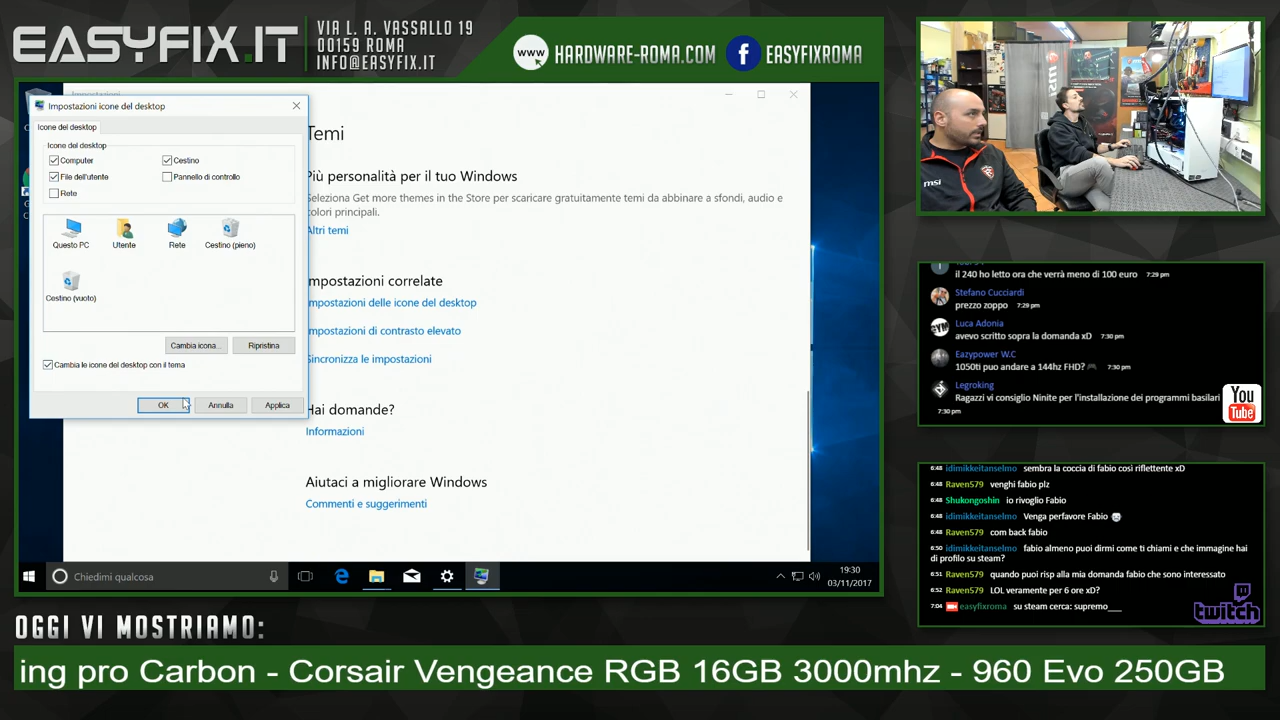 EASYFIX.IT
VIA L. A. VASSALLO 19
00159 ROMA
INFO@EASYFIX.IT
WWW
HARDWARE-ROMA.COM
f
EASYFIXROMA
Impostazioni icone del desktop
Icone del desktop
Icone del desktop
Computer
Cestino
File dell'utente
Pannello di controllo
Rete
Questo PC
Utente
Rete
Cestino (pieno)
Cestino (vuoto)
Cambia icona...
Ripristina
Cambia le icone del desktop con il tema
OK
Annulla
Applica
Impostazioni
Temi
Più personalità per il tuo Windows
Seleziona Get more themes in the Store per scaricare gratuitamente temi da abbinare a sfondi, audio e
colori principali.
Altri temi
Impostazioni correlate
Impostazioni delle icone del desktop
Impostazioni di contrasto elevato
Sincronizza le impostazioni
Hai domande?
Informazioni
Aiutaci a migliorare Windows
Commenti e suggerimenti
Chiedimi qualcosa
19:30
03/11/2017
msi
msi
il 240 ho letto ora che verrà meno di 100 euro 7:29 pm
Stefano Cucciardi
prezzo zoppo 7:29 pm
Luca Adonia
avevo scritto sopra la domanda xD 7:30 pm
Eazypower W.C
1050ti puo andare a 144hz FHD? 7:30 pm
Legroking
Ragazzi vi consiglio Ninite per l'installazione dei programmi basilari
7:30 pm
You
Tube
6:48 idimikkeitanselmo sembra la coccia di fabio così riflettente xD
6:48 Raven579 venghi fabio plz
6:48 Shukongoshin io rivoglio Fabio
6:48 idimikkeitanselmo Venga perfavore Fabio
6:48 Raven579 com back fabio
6:50 idimikkeitanselmo fabio almeno puoi dirmi come ti chiami e che immagine hai
di profilo su steam?
6:51 Raven579 quando puoi risp alla mia domanda fabio che sono interessato
6:52 Raven579 LOL veramente per 6 ore xD?
7:04 easyfixroma su steam cerca: supremo___
twitch
OGGI VI MOSTRIAMO:
ing pro Carbon - Corsair Vengeance RGB 16GB 3000mhz - 960 Evo 250GB